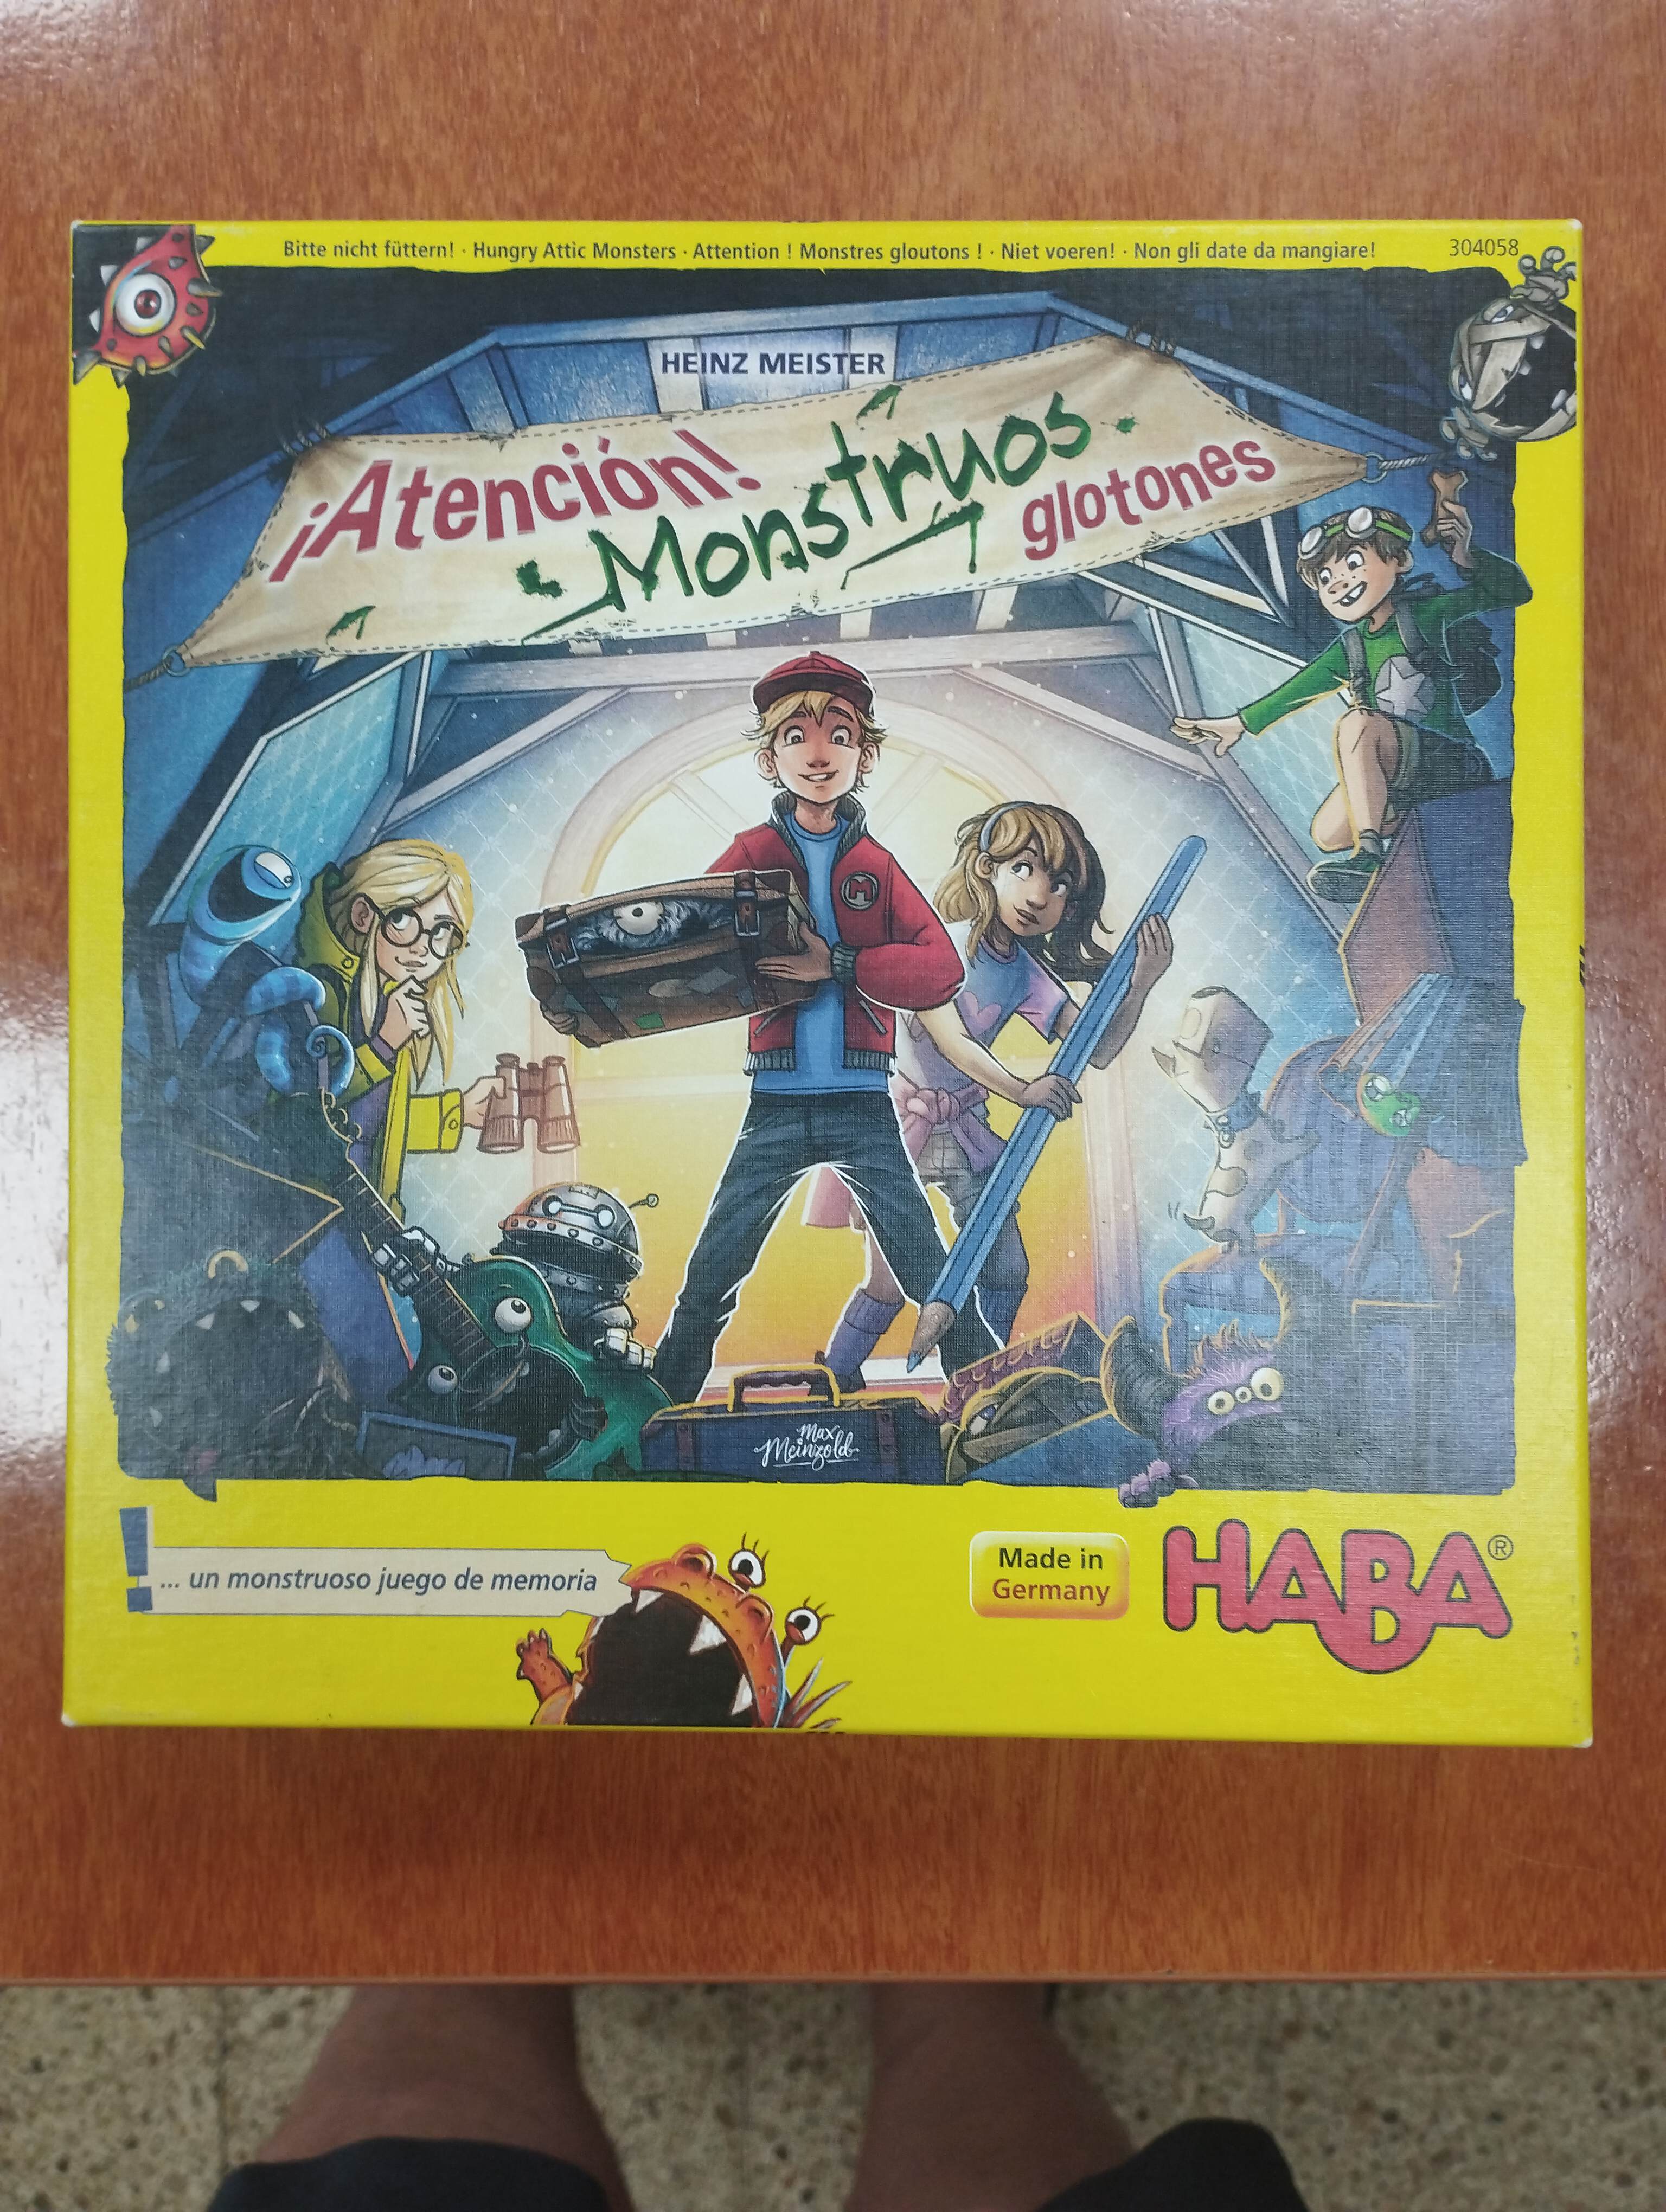 Bitte nicht füttern! · Hungry Attic Monsters · Attention ! Monstres gloutons ! · Niet voeren! · Non gli date da mangiare!
304058
HEINZ MEISTER
¡Atención!
Monstruos
glotones
M
Max
Meinzold
... un monstruoso juego de memoria
Made in
Germany
HABA®